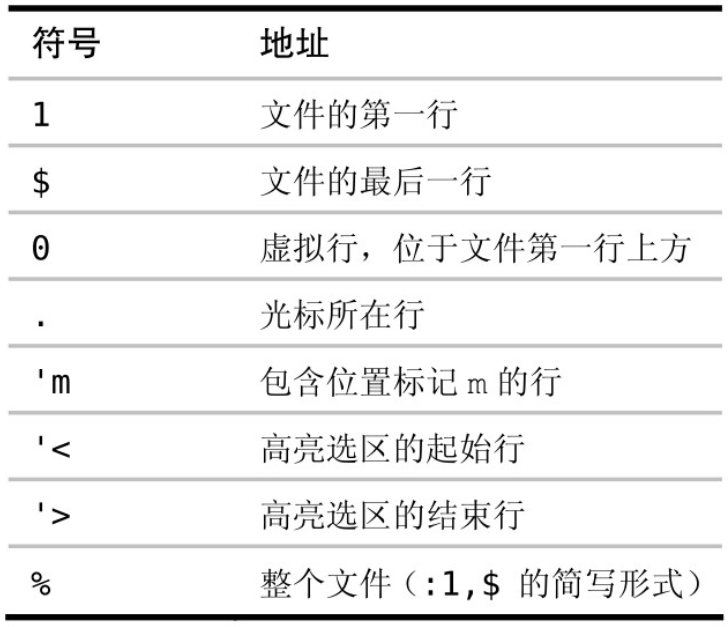 符号 地址
1 文件的第一行
$ 文件的最后一行
0 虚拟行，位于文件第一行上方
. 光标所在行
'm 包含位置标记 m 的行
'< 高亮选区的起始行
'> 高亮选区的结束行
% 整个文件（:1,$ 的简写形式）